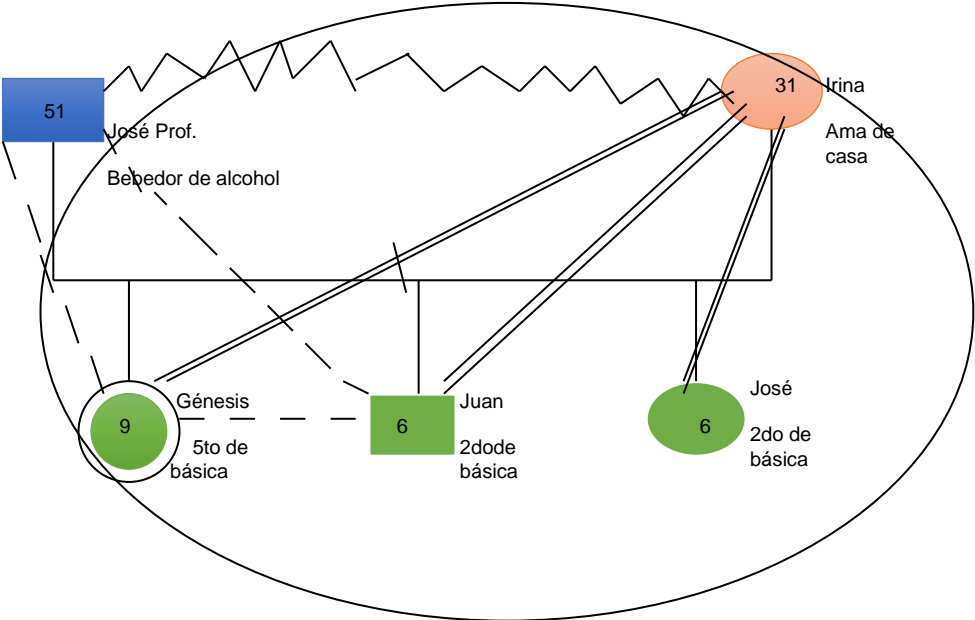 51
José Prof.
Bebedor de alcohol
31
Irina
Ama de
casa
9
Génesis
5to de
básica
6
Juan
2dode
básica
6
José
2do de
básica